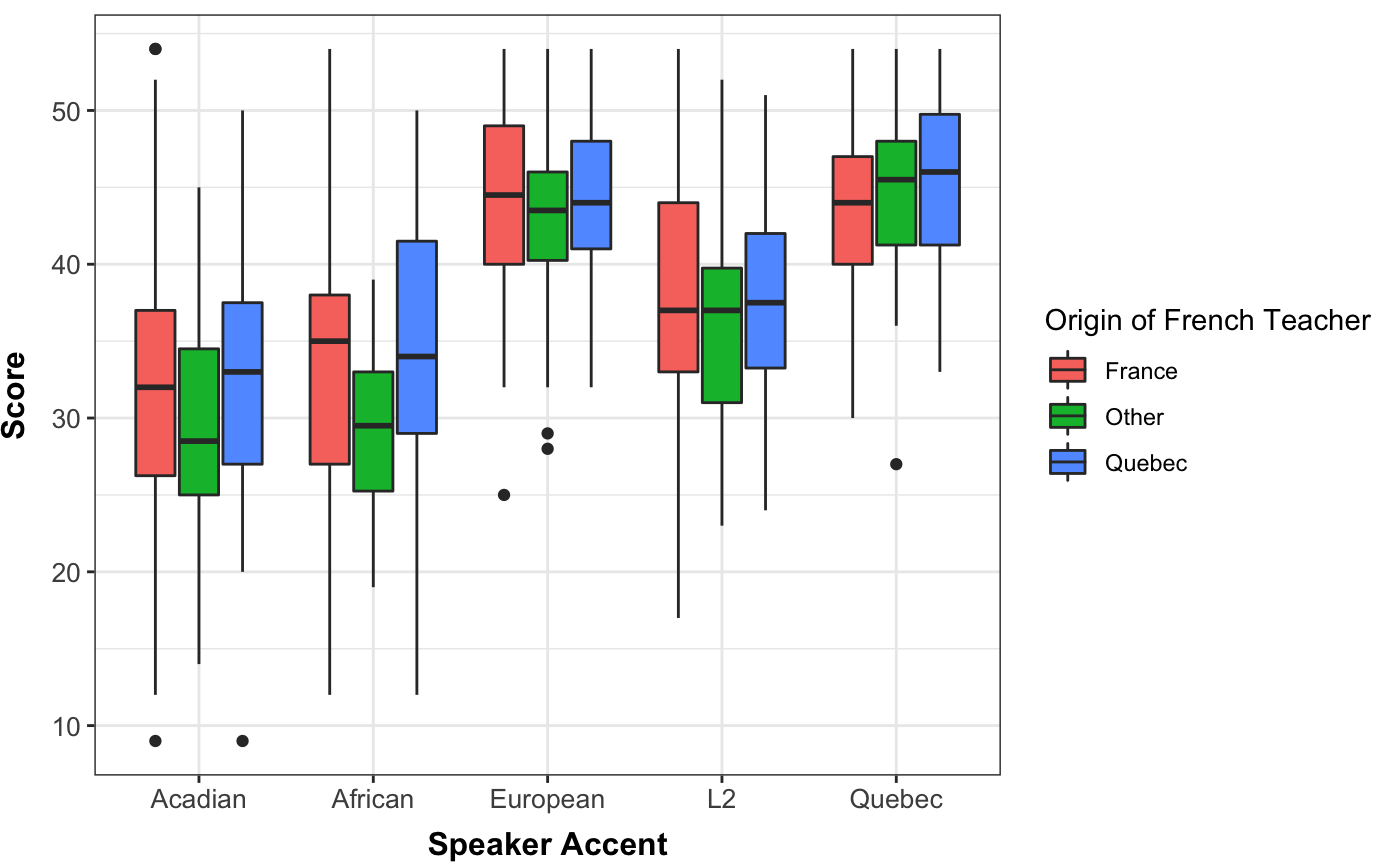 50
40
30
20
10
Score
Acadian
African
European
L2
Quebec
Speaker Accent
Origin of French Teacher
France
Other
Quebec